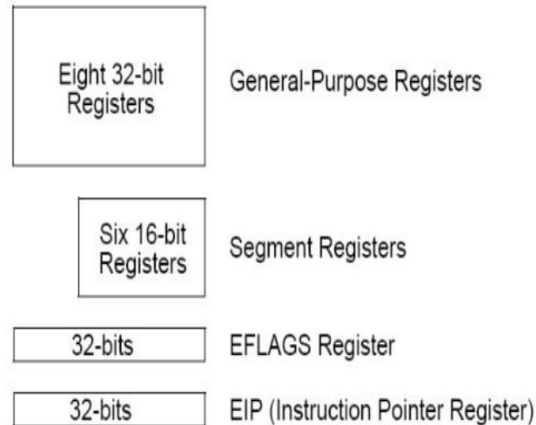 Eight 32-bit
Registers
General-Purpose Registers
Six 16-bit
Registers
Segment Registers
32-bits
EFLAGS Register
32-bits
EIP (Instruction Pointer Register)